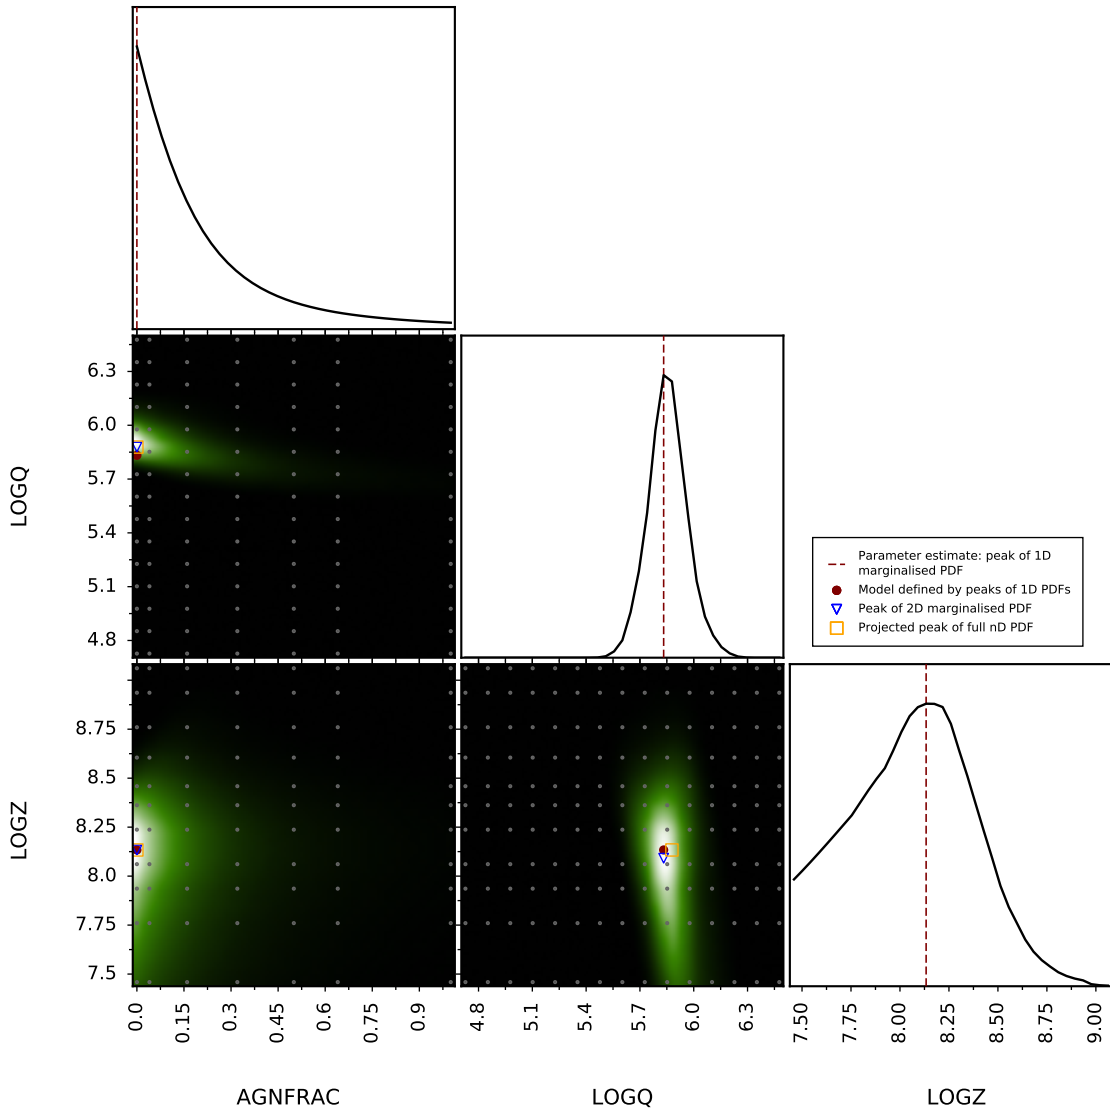 LOGQ
6.3
6.0
5.7
5.4
5.1
4.8
Parameter estimate: peak of 1D
marginalised PDF
Model defined by peaks of 1D PDFs
Peak of 2D marginalised PDF
Projected peak of full nD PDF
LOGZ
8.75
8.5
8.25
8.0
7.75
7.5
0.0 0.15 0.3 0.45 0.6 0.75 0.9
4.8 5.1 5.4 5.7 6.0 6.3
7.50 7.75 8.00 8.25 8.50 8.75 9.00
AGNFRAC
LOGQ
LOGZ